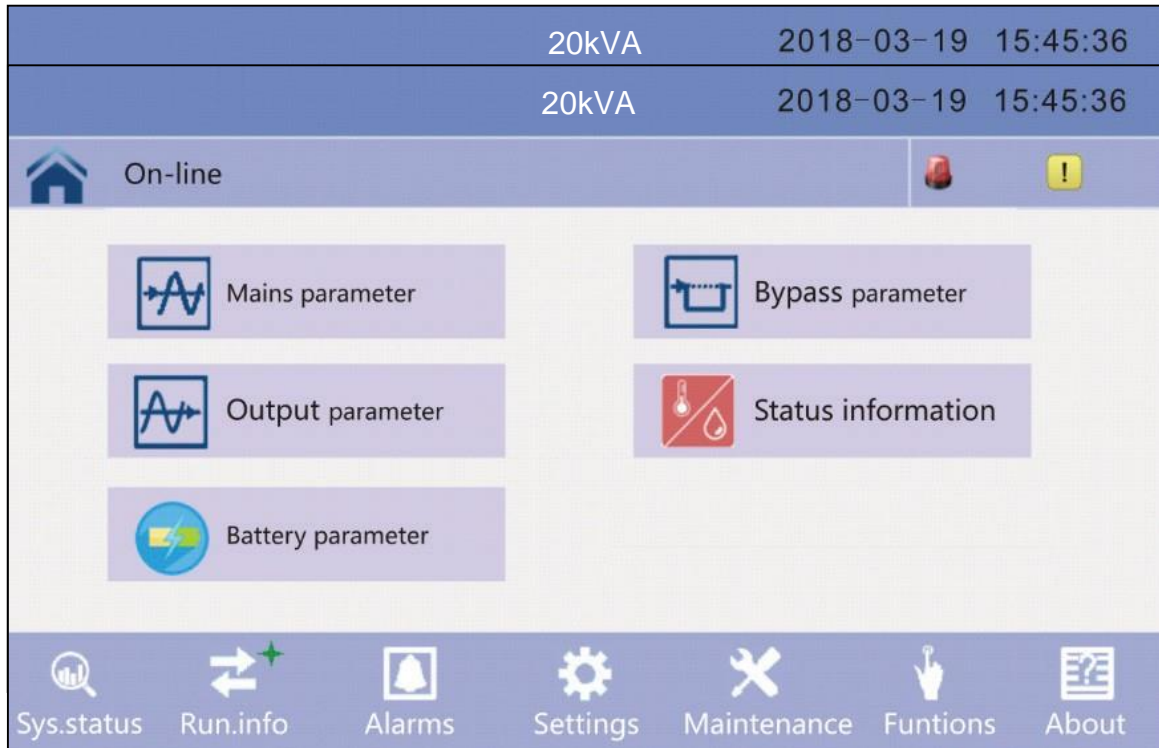 20kVA 2018-03-19 15:45:36
20kVA 2018-03-19 15:45:36
On-line !
Mains parameter Bypass parameter
Output parameter Status information
Battery parameter
Sys.status Run.info Alarms Settings Maintenance Funtions About